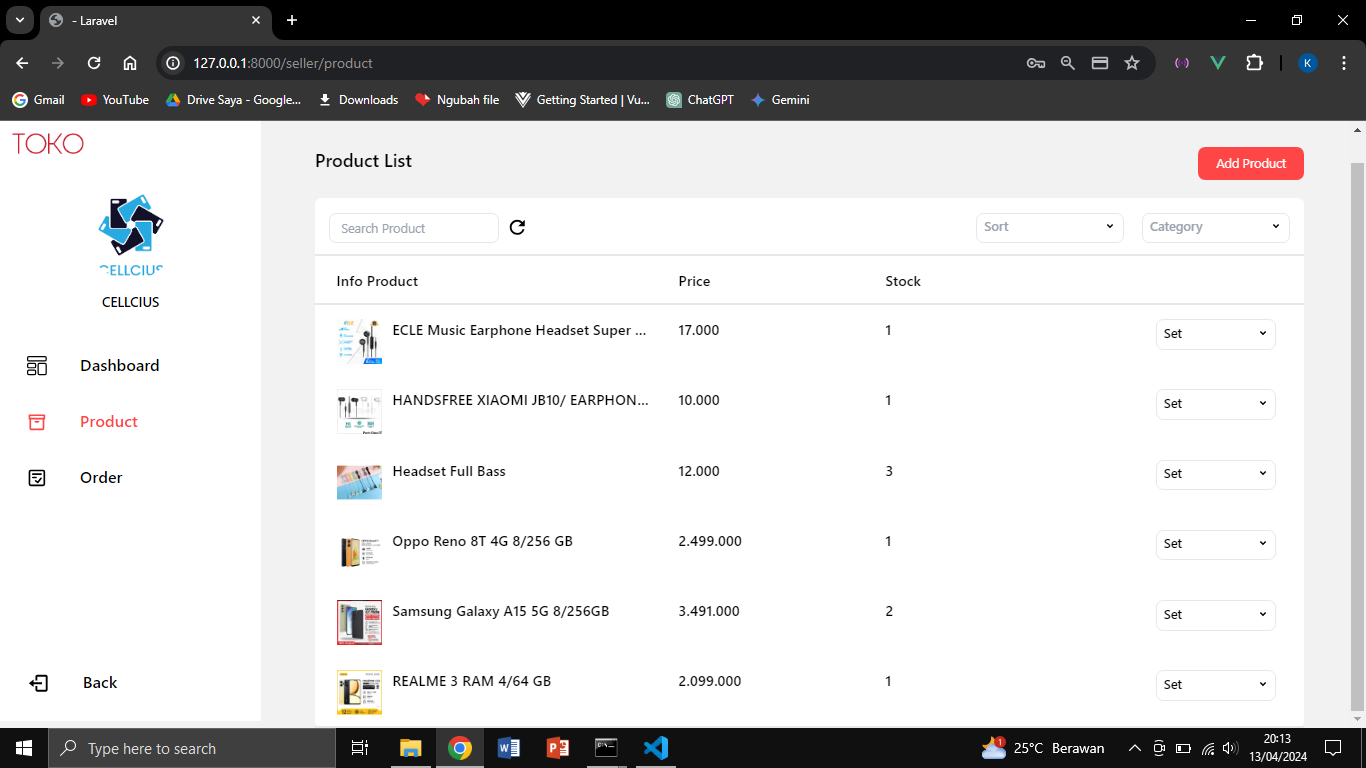 - Laravel
127.0.0.1:8000/seller/product
K
Gmail
YouTube
Drive Saya - Google...
Downloads
Ngubah file
Getting Started | Vu...
ChatGPT
Gemini
TOKO
CELLCIUS
CELLCIUS
Dashboard
Product
Order
Back
Product List
Add Product
Search Product
Sort
Category
Info Product Price Stock
ECLE Music Earphone Headset Super ... 17.000 1 Set
HANDSFREE XIAOMI JB10/ EARPHON... 10.000 1 Set
Headset Full Bass 12.000 3 Set
Oppo Reno 8T 4G 8/256 GB 2.499.000 1 Set
Samsung Galaxy A15 5G 8/256GB 3.491.000 2 Set
REALME 3 RAM 4/64 GB 2.099.000 1 Set
Type here to search
1
25°C Berawan
20:13
13/04/2024